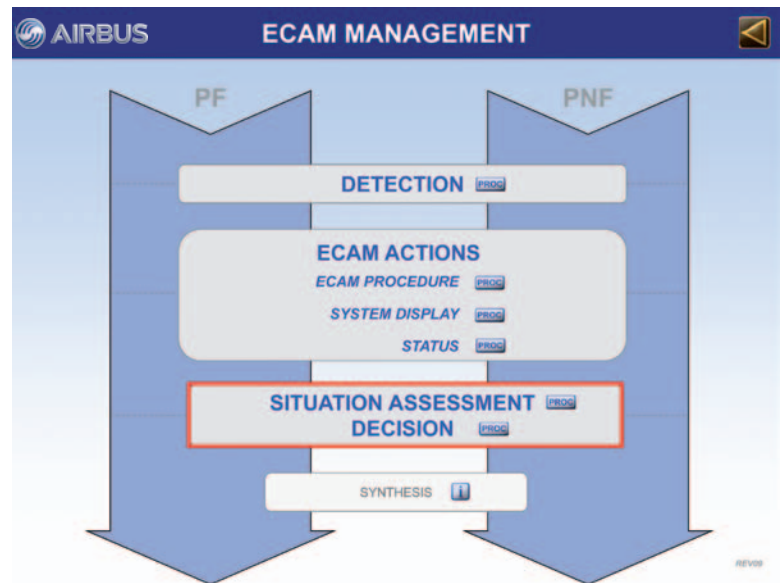 AIRBUS ECAM MANAGEMENT
PF PNF
DETECTION PROC
ECAM ACTIONS
ECAM PROCEDURE PROC
SYSTEM DISPLAY PROC
STATUS PROC
SITUATION ASSESSMENT PROC
DECISION PROC
SYNTHESIS i